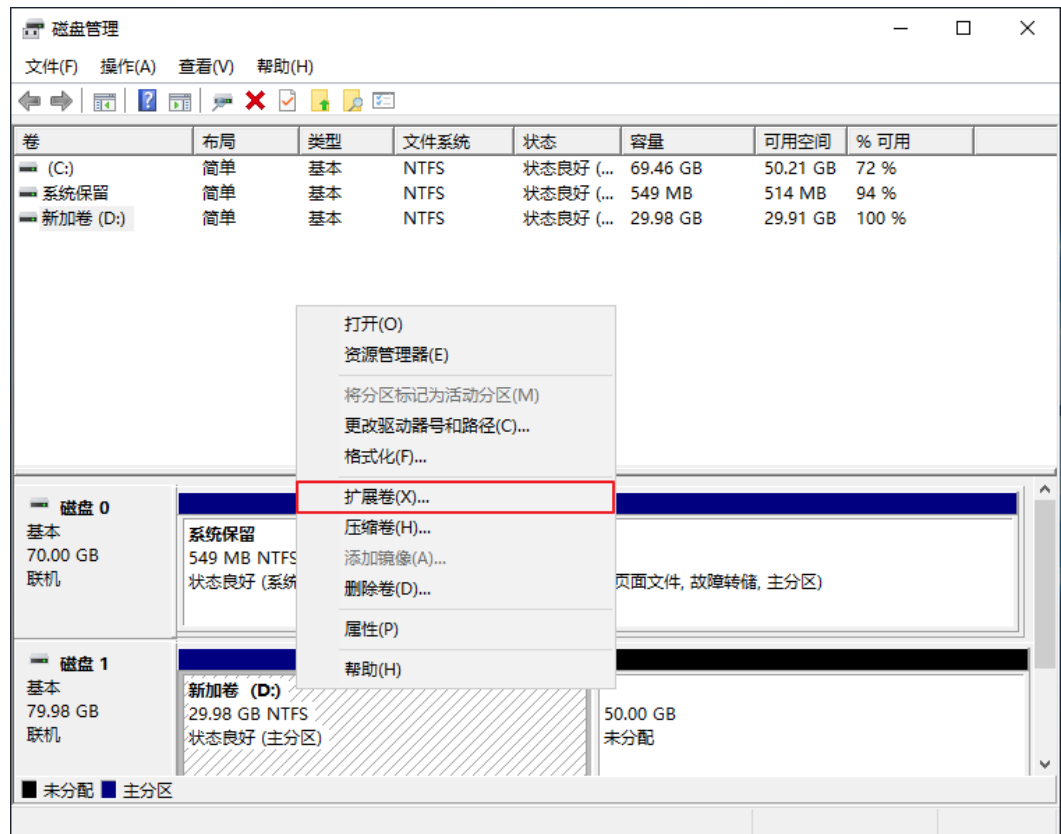 磁盘管理
文件(F) 操作(A) 查看(V) 帮助(H)
卷 布局 类型 文件系统 状态 容量 可用空间 % 可用
(C:) 简单 基本 NTFS 状态良好 (... 69.46 GB 50.21 GB 72 %
系统保留 简单 基本 NTFS 状态良好 (... 549 MB 514 MB 94 %
新加卷 (D:) 简单 基本 NTFS 状态良好 (... 29.98 GB 29.91 GB 100 %
打开(O)
资源管理器(E)
将分区标记为活动分区(M)
更改驱动器号和路径(C)...
格式化(F)...
扩展卷(X)...
压缩卷(H)...
添加镜像(A)...
删除卷(D)...
属性(P)
帮助(H)
磁盘 0
基本
70.00 GB
联机
系统保留
549 MB NTFS
状态良好 (系统
页面文件, 故障转储, 主分区)
磁盘 1
基本
79.98 GB
联机
新加卷 (D:)
29.98 GB NTFS
状态良好 (主分区)
50.00 GB
未分配
未分配 主分区